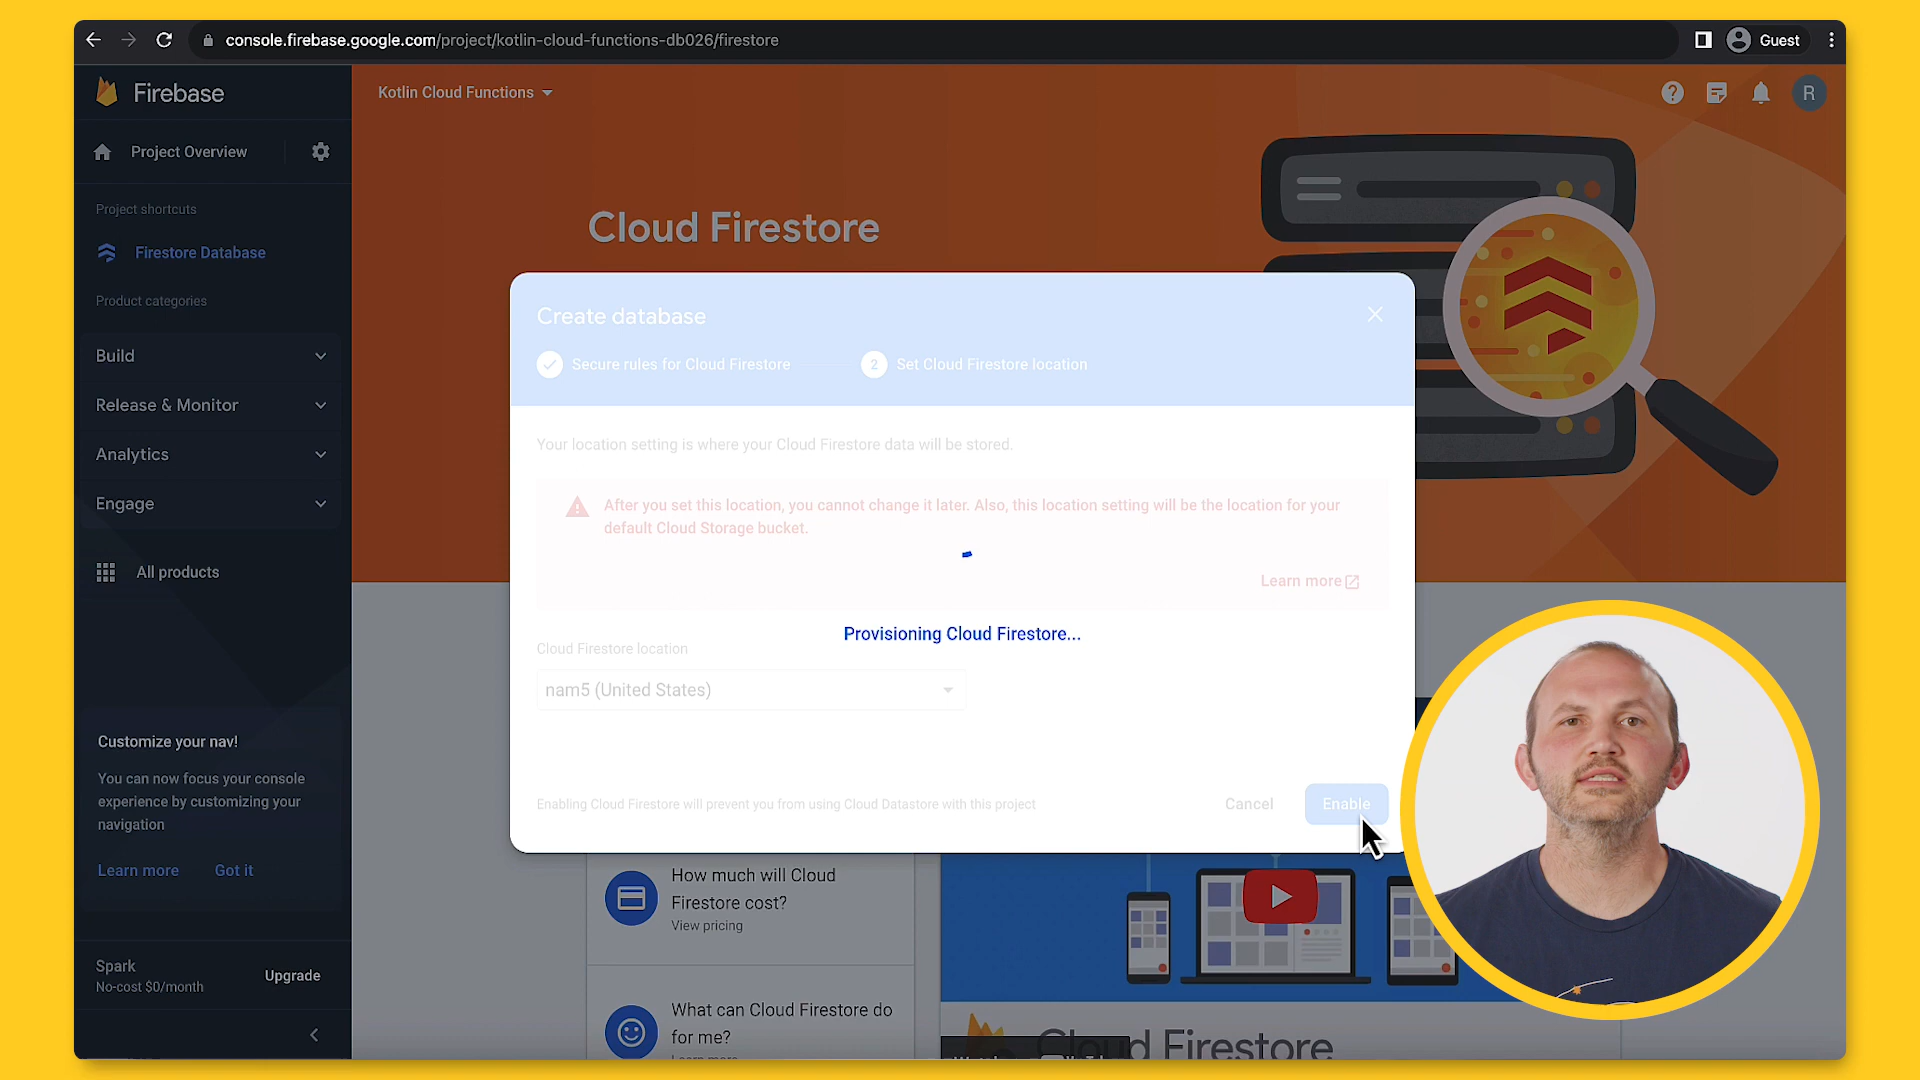 console.firebase.google.com/project/kotlin-cloud-functions-db026/firestore
Guest
Firebase
Kotlin Cloud Functions
R
Project Overview
Project shortcuts
Firestore Database
Product categories
Build
Release & Monitor
Analytics
Engage
All products
Customize your nav!
You can now focus your console
experience by customizing your
navigation
Learn more
Got it
Spark
No-cost $0/month
Upgrade
Cloud Firestore
Create database
Secure rules for Cloud Firestore
2
Set Cloud Firestore location
Your location setting is where your Cloud Firestore data will be stored.
After you set this location, you cannot change it later. Also, this location setting will be the location for your
default Cloud Storage bucket.
Learn more
Provisioning Cloud Firestore...
Cloud Firestore location
nam5 (United States)
Enabling Cloud Firestore will prevent you from using Cloud Datastore with this project
Cancel
Enable
How much will Cloud
Firestore cost?
View pricing
What can Cloud Firestore do
for me?
Learn more
Cloud Firestore